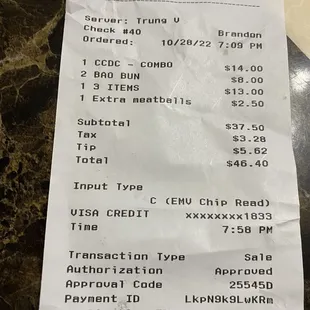 Server: Trung V
Check #40 Brandon
Ordered: 10/28/22 7:09 PM
1 CCDC - COMBO $14.00
2 BAO BUN $8.00
1 3 ITEMS $13.00
1 Extra meatballs $2.50
Subtotal $37.50
Tax $3.28
Tip $5.62
Total $46.40
Input Type
C (EMV Chip Read)
VISA CREDIT xxxxxxxx1833
Time 7:58 PM
Transaction Type Sale
Authorization Approved
Approval Code 25545D
Payment ID LkpN9k9LwKRm